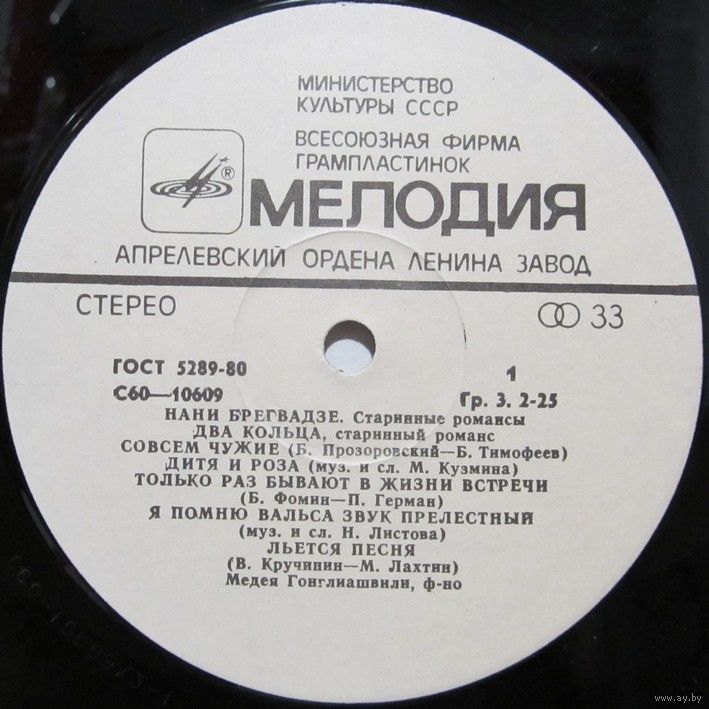 МИНИСТЕРСТВО
КУЛЬТУРЫ СССР
ВСЕСОЮЗНАЯ ФИРМА
ГРАМПЛАСТИНОК
®
МЕЛОДИЯ
АПРЕЛЕВСКИЙ ОРДЕНА ЛЕНИНА ЗАВОД
СТЕРЕО 33
ГОСТ 5289-80 1
С60—10609 Гр. 3. 2-25
НАНИ БРЕГВАДЗЕ. Старинные романсы
ДВА КОЛЬЦА, старинный романс
СОВСЕМ ЧУЖИЕ (Б. Прозоровский—Б. Тимофеев)
ДИТЯ И РОЗА (муз. и сл. М. Кузмина)
ТОЛЬКО РАЗ БЫВАЮТ В ЖИЗНИ ВСТРЕЧИ
(Б. Фомин—П. Герман)
Я ПОМНЮ ВАЛЬСА ЗВУК ПРЕЛЕСТНЫЙ
(муз. и сл. Н. Листова)
ЛЬЕТСЯ ПЕСНЯ
(В. Кручинин—М. Лахтин)
Медея Гонглиашвили, ф-но
www.ay.by